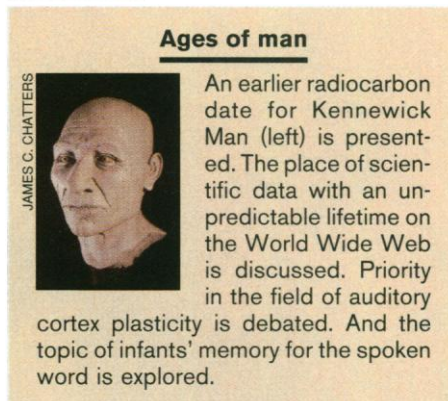 Ages of man
JAMES C. CHATTERS
An earlier radiocarbon
date for Kennewick
Man (left) is present-
ed. The place of scien-
tific data with an un-
predictable lifetime on
the World Wide Web
is discussed. Priority
in the field of auditory
cortex plasticity is debated. And the
topic of infants’ memory for the spoken
word is explored.